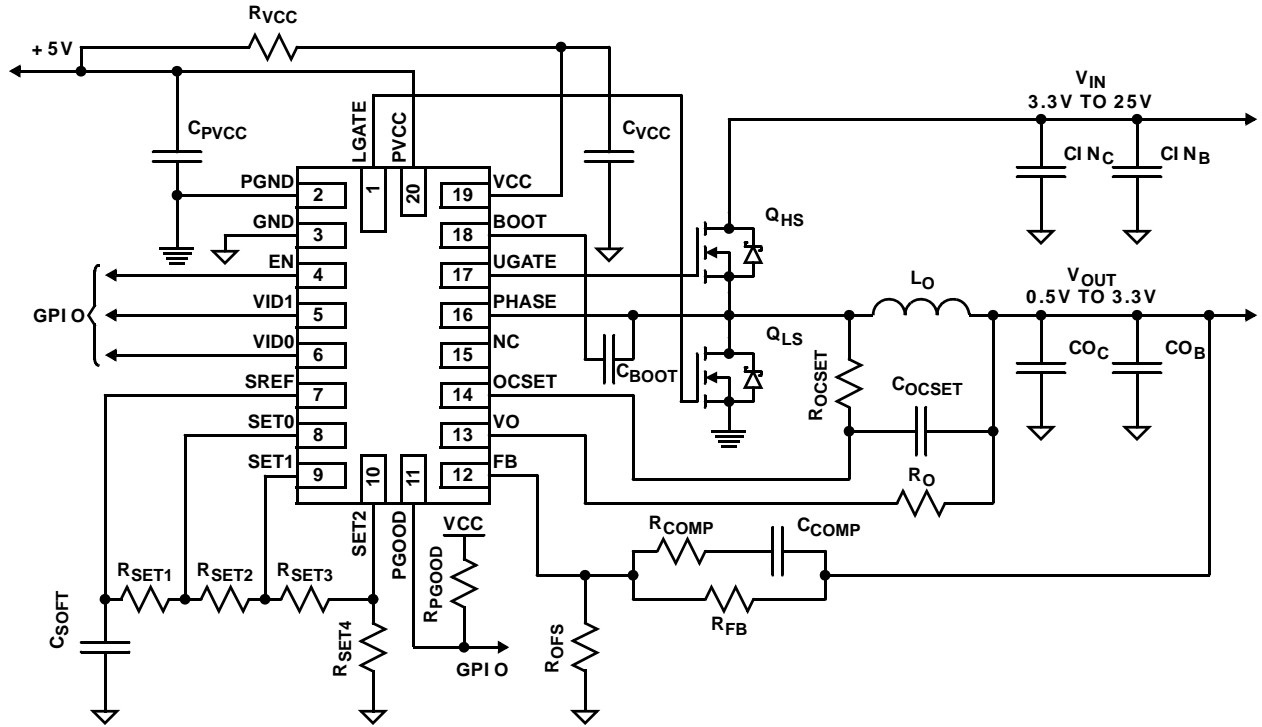 RVCC
+ 5V
VIN
3.3V TO 25V
CPVCC
LGATE
PVCC
CVCC
CINC
CINB
PGND
2
1
20
19
VCC
GND
3
18
BOOT
QHS
EN
4
17
UGATE
GPIO
VID1
5
16
PHASE
LO
VOUT
0.5V TO 3.3V
VID0
6
15
NC
QLS
CBOOT
COC
COB
SREF
7
14
OCSET
ROCSET
COCSET
SET0
8
13
VO
SET1
9
10
11
12
FB
RO
SET2
PGOOD
VCC
RCOMP
CCOMP
RSET1
RSET2
RSET3
RPGOOD
RFB
CSOFT
RSET4
GPIO
ROFS